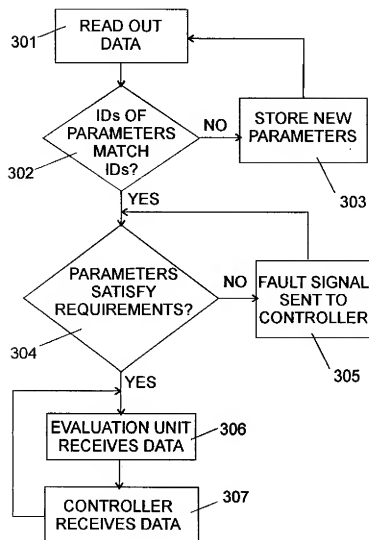 301
READ OUT
DATA
IDs OF
PARAMETERS
MATCH
IDs?
302
NO
STORE NEW
PARAMETERS
303
YES
PARAMETERS
SATISFY
REQUIREMENTS?
304
NO
FAULT SIGNAL
SENT TO
CONTROLLER
305
YES
EVALUATION UNIT
RECEIVES DATA
306
CONTROLLER
RECEIVES DATA
307